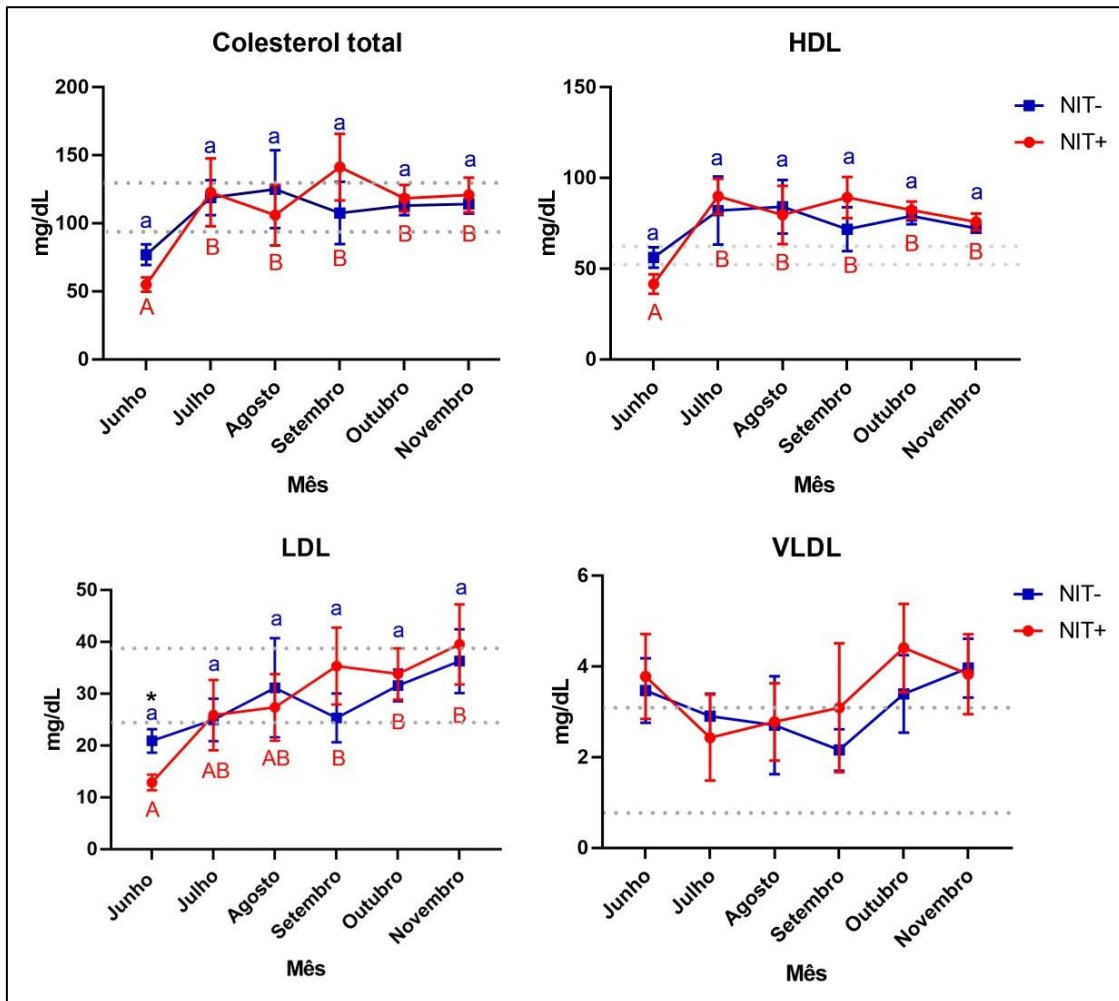 Colesterol total
mg/dL
200
150
100
50
0
a
a
a
a
a
a
A
B
B
B
B
B
Junho
Julho
Agosto
Setembro
Outubro
Novembro
Mês
HDL
mg/dL
150
100
50
0
a
a
a
a
a
a
A
B
B
B
B
B
Junho
Julho
Agosto
Setembro
Outubro
Novembro
Mês
NIT-
NIT+
LDL
mg/dL
50
40
30
20
10
0
*
a
a
a
a
a
a
A
AB
AB
B
B
B
Junho
Julho
Agosto
Setembro
Outubro
Novembro
Mês
VLDL
mg/dL
6
4
2
0
Junho
Julho
Agosto
Setembro
Outubro
Novembro
Mês
NIT-
NIT+